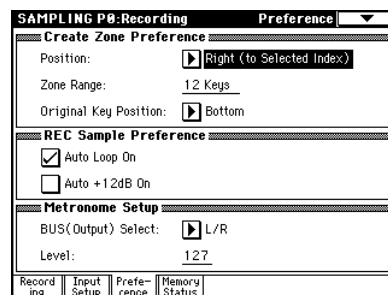 SAMPLING P0:Recording Preference
Create Zone Preference
Position: Right (to Selected Index)
Zone Range: 12 Keys
Original Key Position: Bottom
REC Sample Preference
Auto Loop On
Auto +12dB On
Metronome Setup
BUS(Output) Select: L/R
Level: 127
Record Input Prefe- Memory
ing Setup rence Status